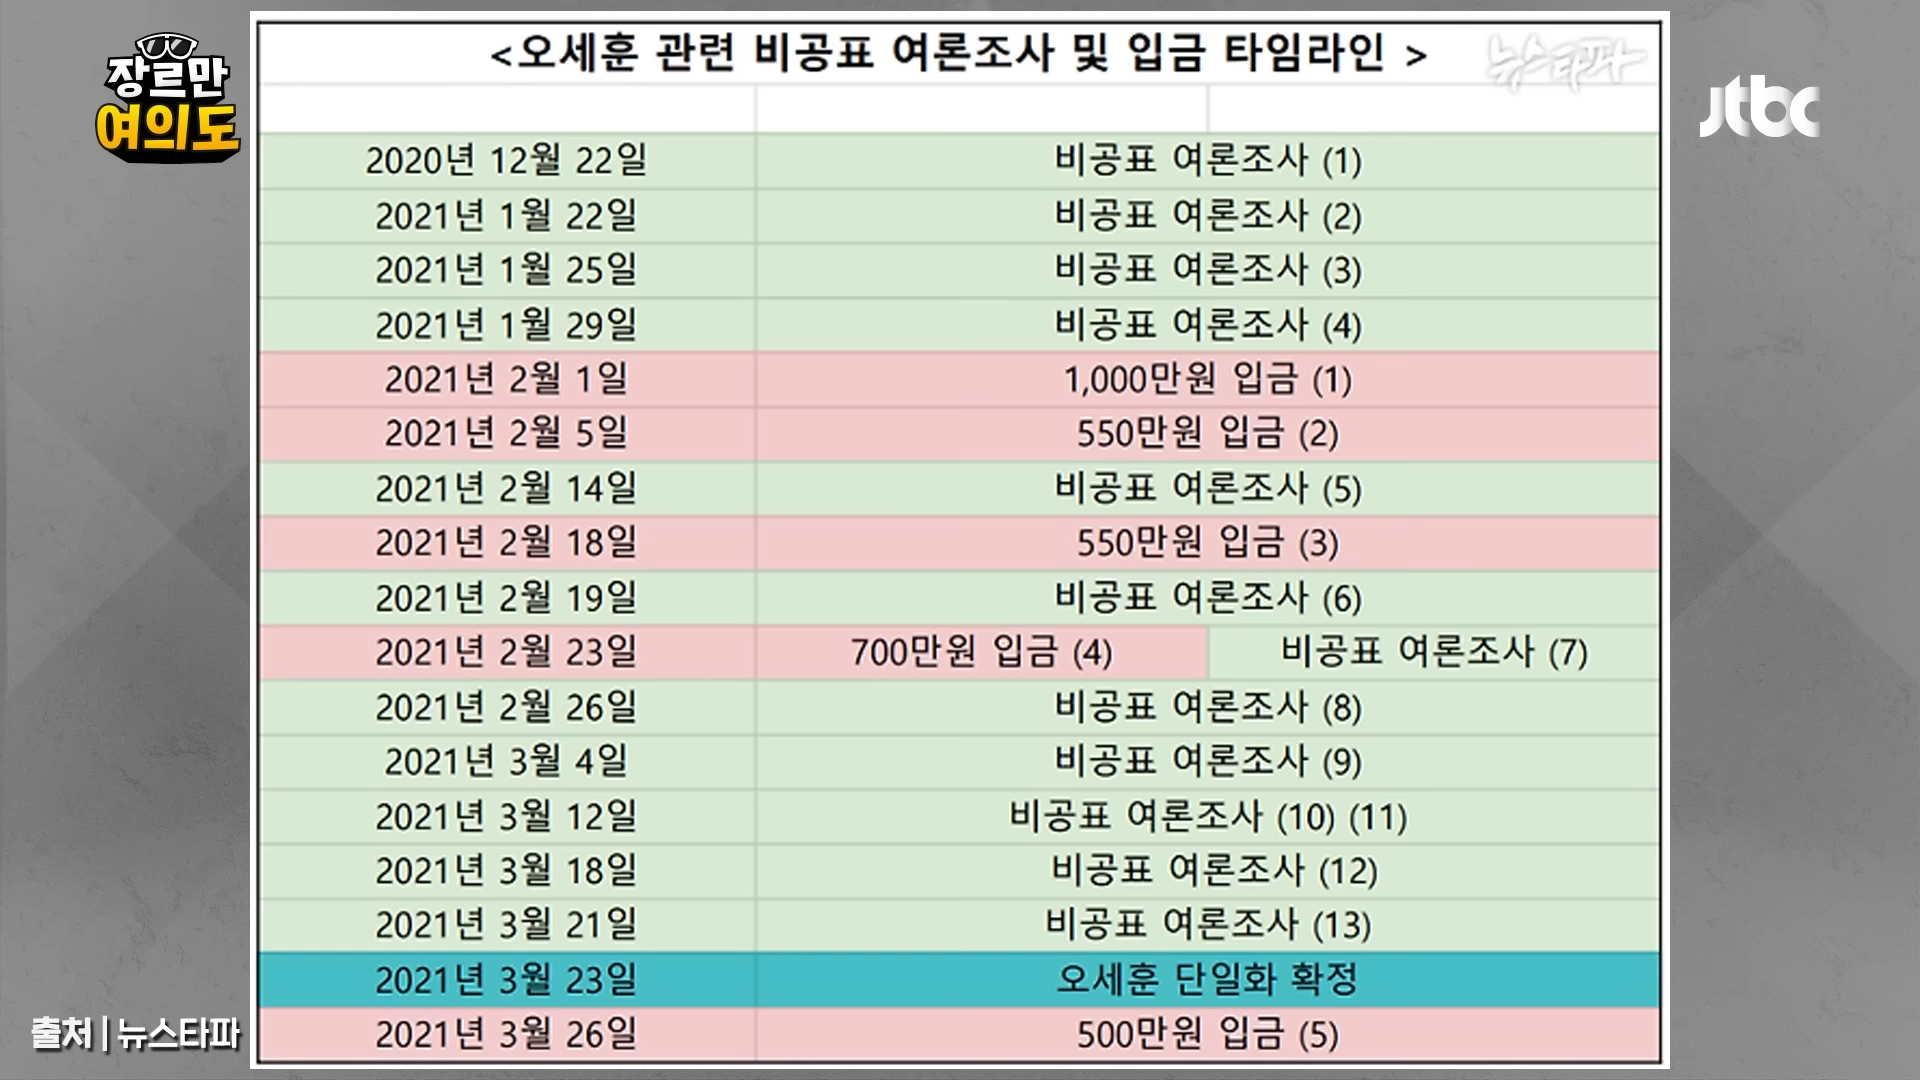 장르만
여의도
<오세훈 관련 비공표 여론조사 및 입금 타임라인 >
뉴스타파
jtbc
2020년 12월 22일 비공표 여론조사 (1)
2021년 1월 22일 비공표 여론조사 (2)
2021년 1월 25일 비공표 여론조사 (3)
2021년 1월 29일 비공표 여론조사 (4)
2021년 2월 1일 1,000만원 입금 (1)
2021년 2월 5일 550만원 입금 (2)
2021년 2월 14일 비공표 여론조사 (5)
2021년 2월 18일 550만원 입금 (3)
2021년 2월 19일 비공표 여론조사 (6)
2021년 2월 23일 700만원 입금 (4) 비공표 여론조사 (7)
2021년 2월 26일 비공표 여론조사 (8)
2021년 3월 4일 비공표 여론조사 (9)
2021년 3월 12일 비공표 여론조사 (10) (11)
2021년 3월 18일 비공표 여론조사 (12)
2021년 3월 21일 비공표 여론조사 (13)
2021년 3월 23일 오세훈 단일화 확정
2021년 3월 26일 500만원 입금 (5)
출처 | 뉴스타파